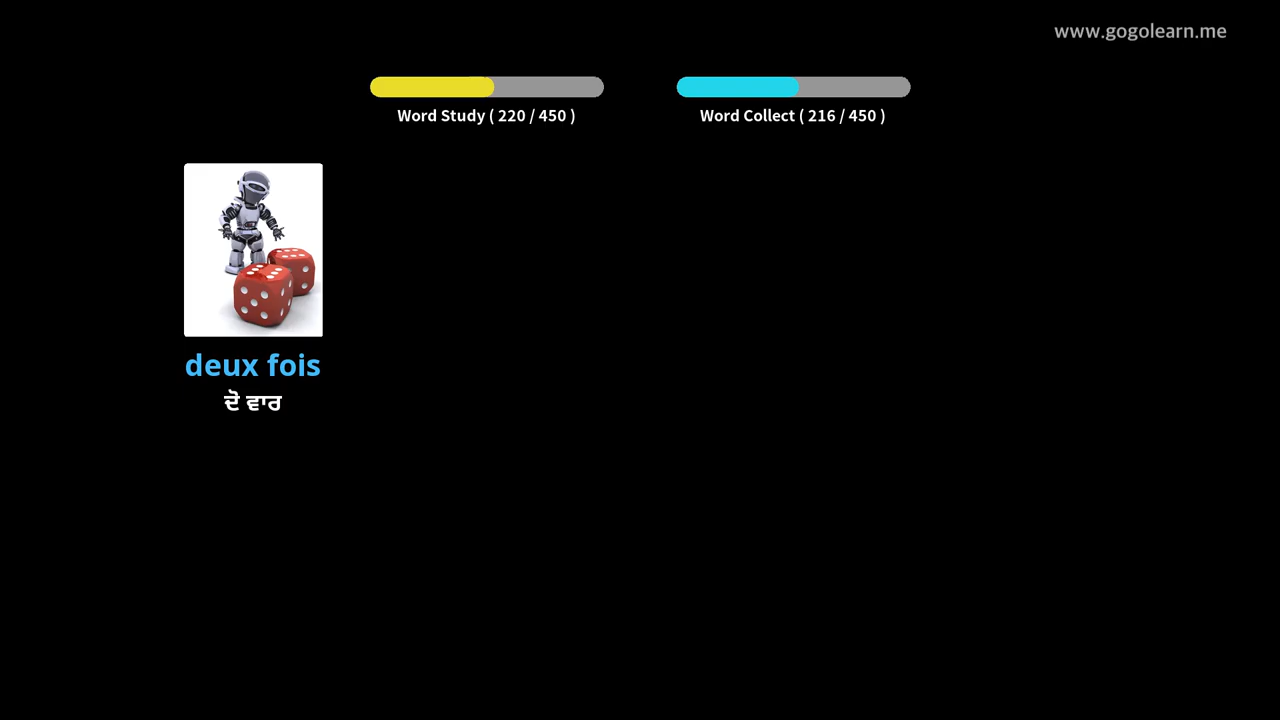 www.gogolearn.me
Word Study ( 220 / 450 )
Word Collect ( 216 / 450 )
deux fois
ਦੋ ਵਾਰ